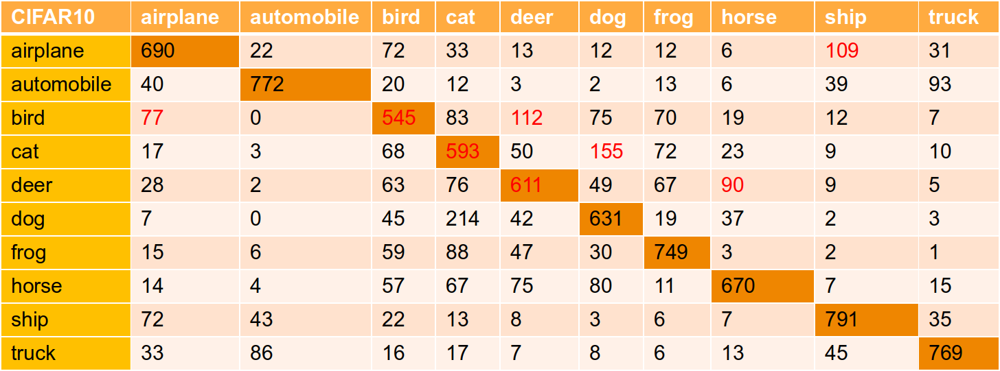 CIFAR10 airplane automobile bird cat deer dog frog horse ship truck
airplane 690 22 72 33 13 12 12 6 109 31
automobile 40 772 20 12 3 2 13 6 39 93
bird 77 0 545 83 112 75 70 19 12 7
cat 17 3 68 593 50 155 72 23 9 10
deer 28 2 63 76 611 49 67 90 9 5
dog 7 0 45 214 42 631 19 37 2 3
frog 15 6 59 88 47 30 749 3 2 1
horse 14 4 57 67 75 80 11 670 7 15
ship 72 43 22 13 8 3 6 7 791 35
truck 33 86 16 17 7 8 6 13 45 769